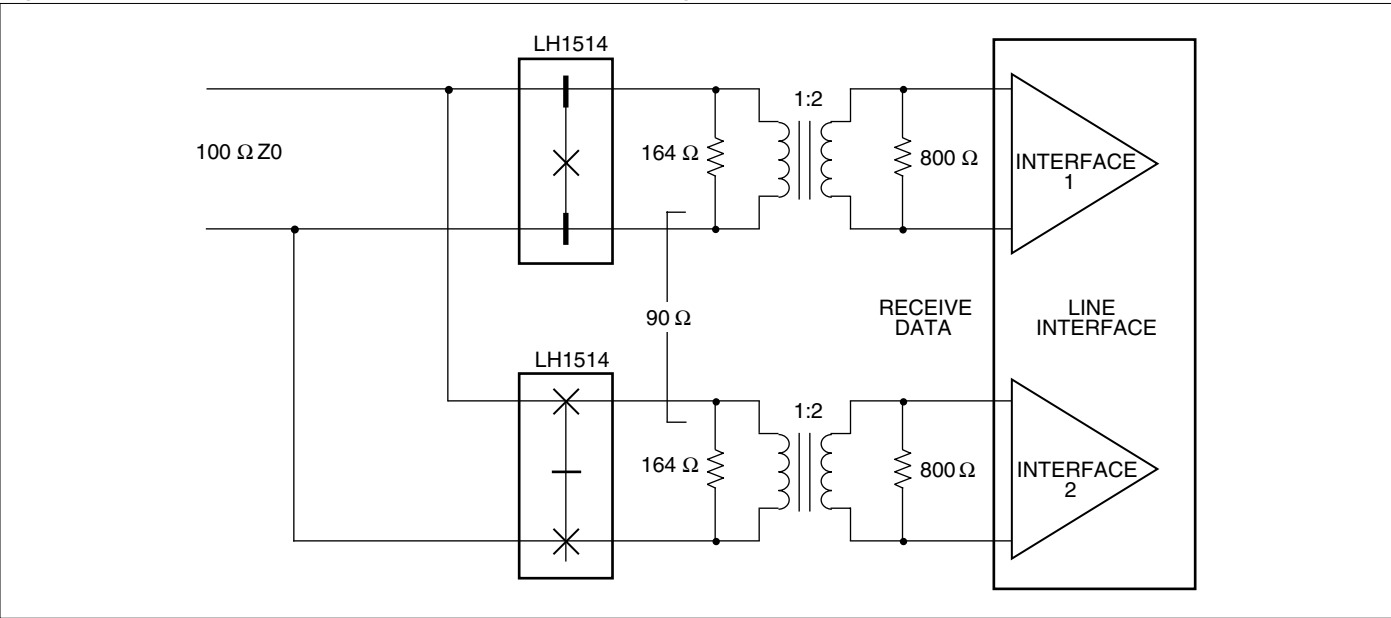 LH1514
1:2
100 Ω Z0
164 Ω
800 Ω
INTERFACE
1
90 Ω
RECEIVE
DATA
LINE
INTERFACE
LH1514
1:2
164 Ω
800 Ω
INTERFACE
2